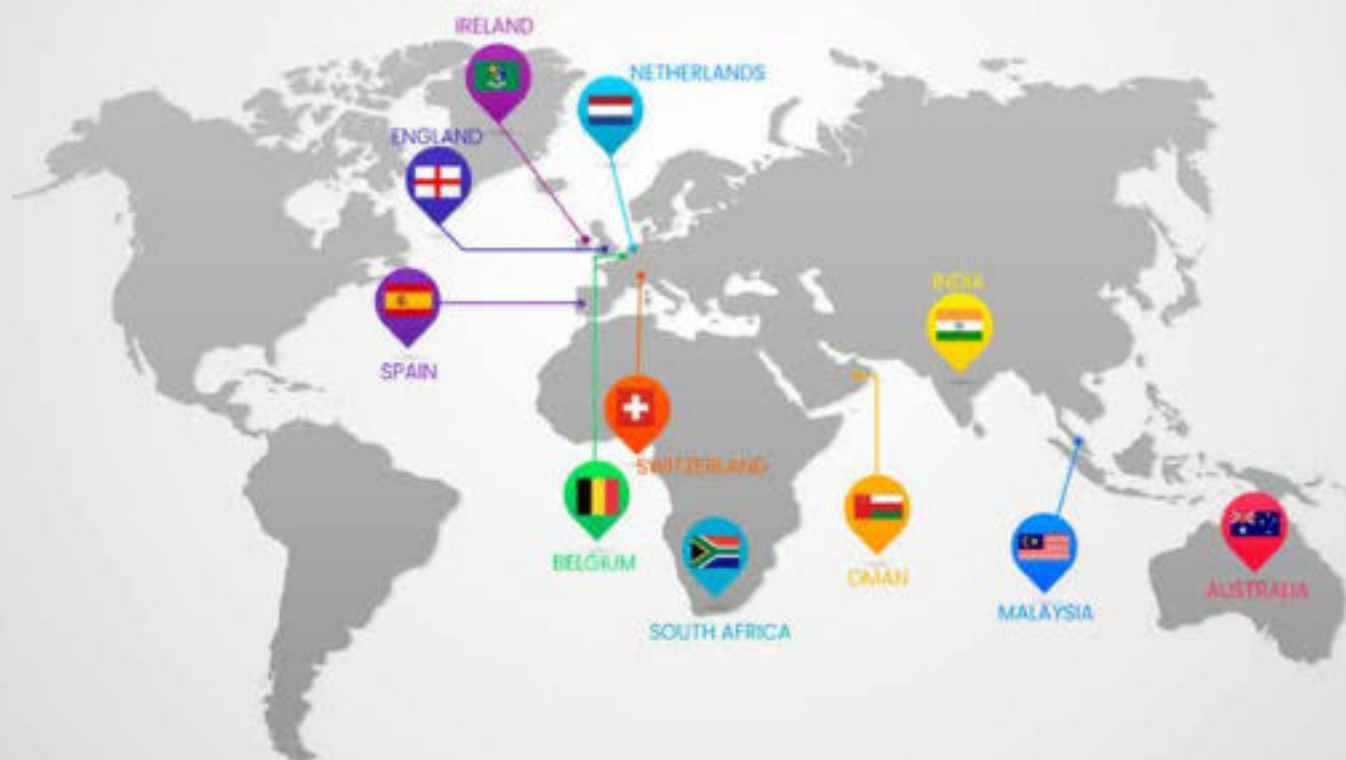 IRELAND
NETHERLANDS
ENGLAND
INDIA
SPAIN
SWITZERLAND
BELGIUM
OMAN
AUSTRALIA
MALAYSIA
SOUTH AFRICA